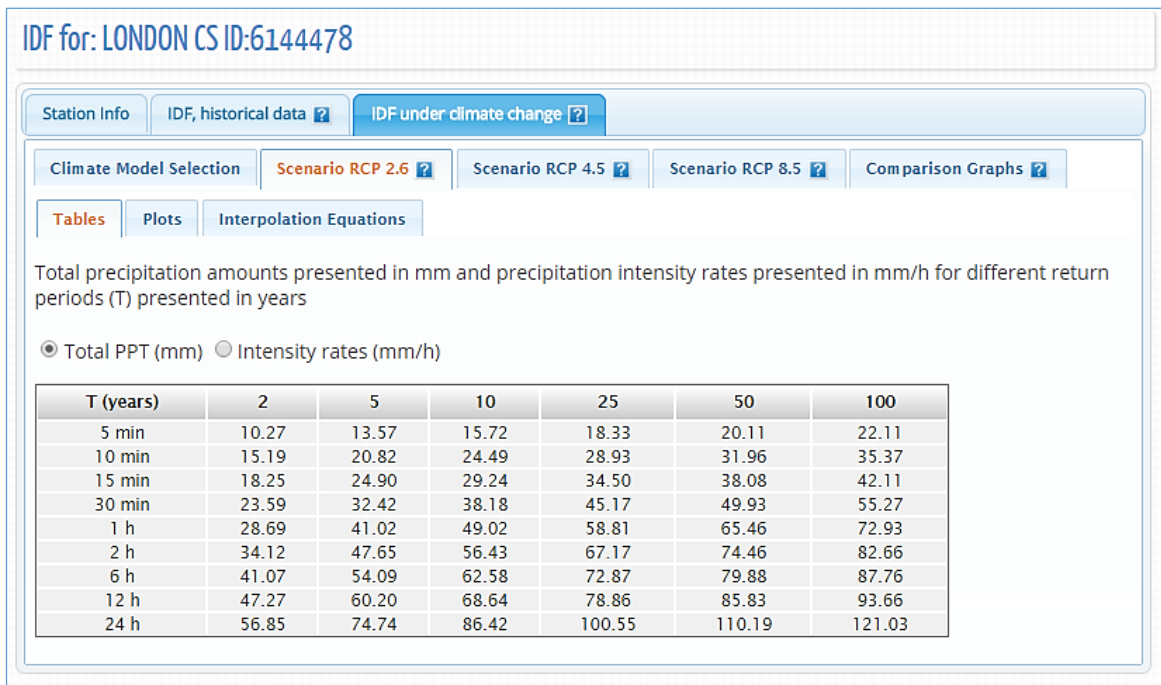 IDF for: LONDON CS ID:6144478
Station Info IDF, historical data ? IDF under climate change ?
Climate Model Selection Scenario RCP 2.6 ? Scenario RCP 4.5 ? Scenario RCP 8.5 ? Comparison Graphs ?
Tables Plots Interpolation Equations
Total precipitation amounts presented in mm and precipitation intensity rates presented in mm/h for different return
periods (T) presented in years
Total PPT (mm) Intensity rates (mm/h)
T (years) 2 5 10 25 50 100
5 min 10.27 13.57 15.72 18.33 20.11 22.11
10 min 15.19 20.82 24.49 28.93 31.96 35.37
15 min 18.25 24.90 29.24 34.50 38.08 42.11
30 min 23.59 32.42 38.18 45.17 49.93 55.27
1 h 28.69 41.02 49.02 58.81 65.46 72.93
2 h 34.12 47.65 56.43 67.17 74.46 82.66
6 h 41.07 54.09 62.58 72.87 79.88 87.76
12 h 47.27 60.20 68.64 78.86 85.83 93.66
24 h 56.85 74.74 86.42 100.55 110.19 121.03